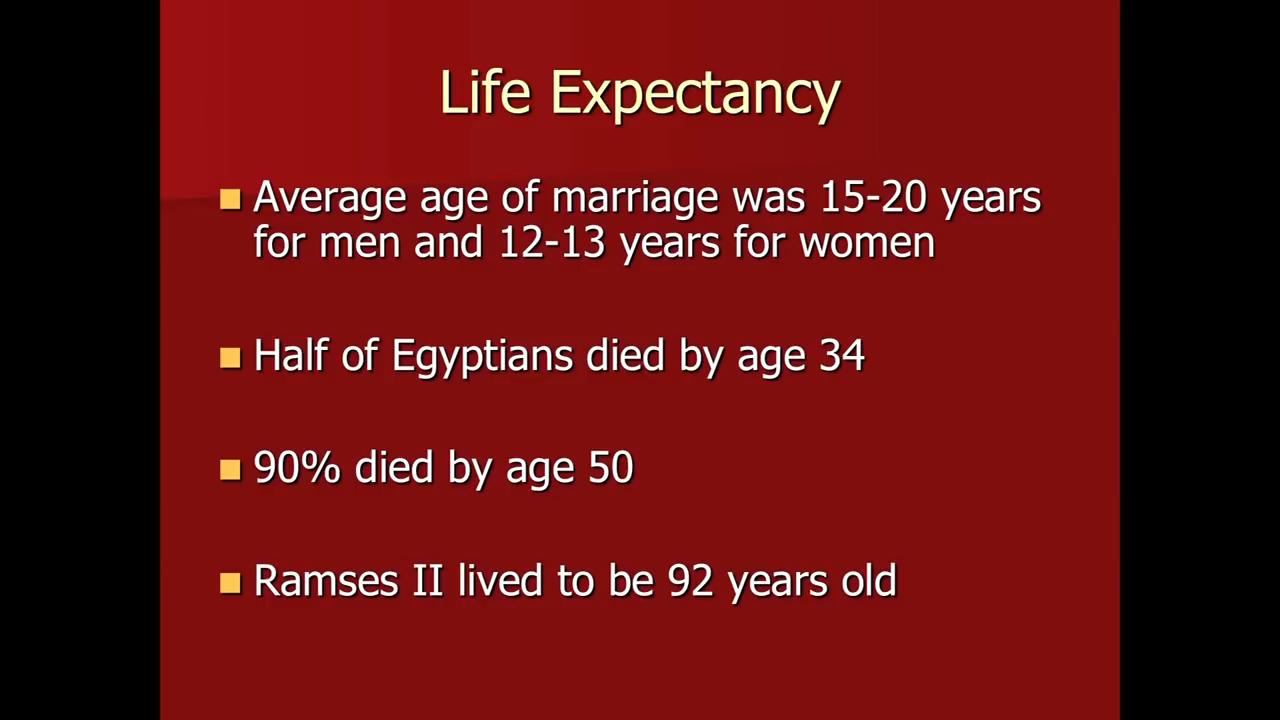 Life Expectancy
Average age of marriage was 15-20 years
for men and 12-13 years for women
Half of Egyptians died by age 34
90% died by age 50
Ramses II lived to be 92 years old